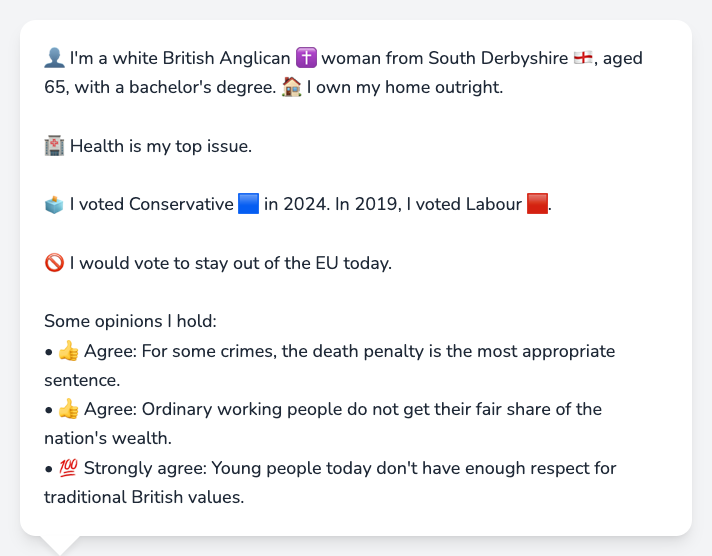 👤 I'm a white British Anglican ✝️ woman from South Derbyshire 🏴󠁧󠁢󠁥󠁮󠁧󠁿, aged
65, with a bachelor's degree. 🏠 I own my home outright.
🏥 Health is my top issue.
🗳️ I voted Conservative 🟦 in 2024. In 2019, I voted Labour 🟥.
🚫 I would vote to stay out of the EU today.
Some opinions I hold:
• 👍 Agree: For some crimes, the death penalty is the most appropriate
sentence.
• 👍 Agree: Ordinary working people do not get their fair share of the
nation's wealth.
• 💯 Strongly agree: Young people today don't have enough respect for
traditional British values.